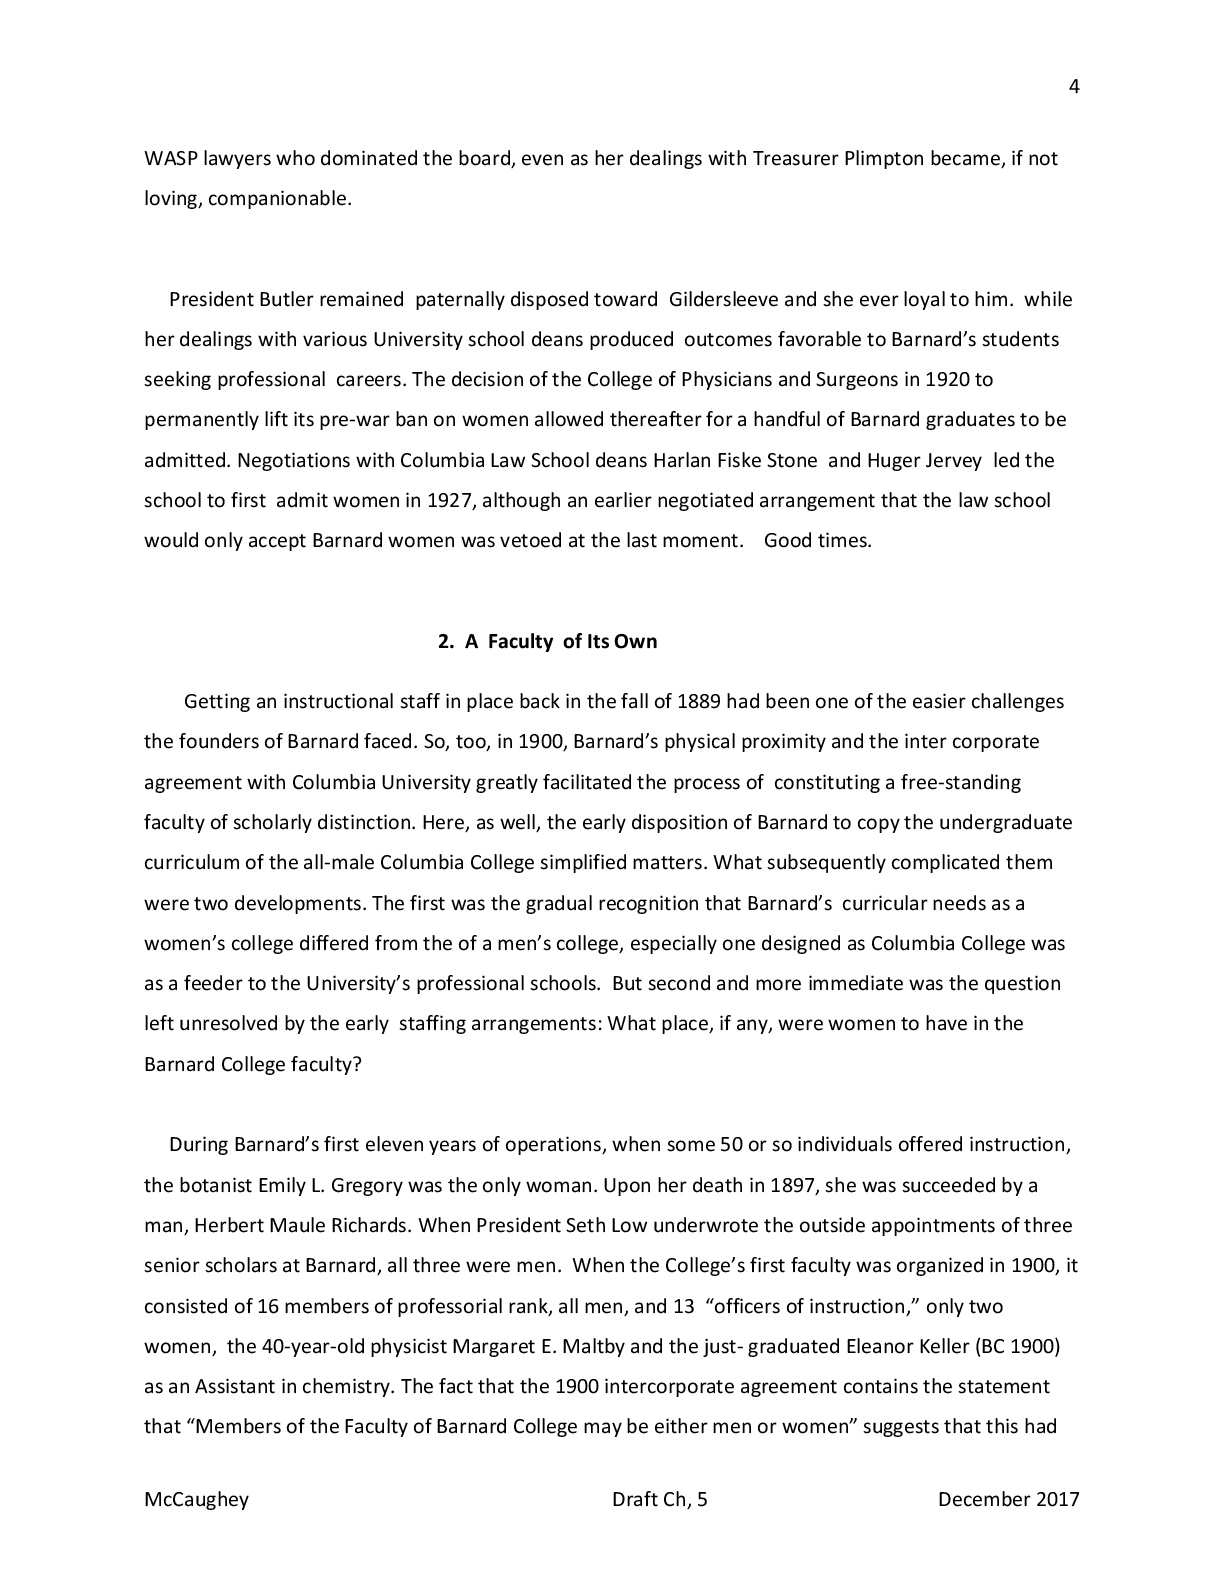 4
WASP lawyers who dominated the board, even as her dealings with Treasurer Plimpton became, if not
loving, companionable.
President Butler remained  paternally disposed toward  Gildersleeve and she ever loyal to him.  while
her dealings with various University school deans produced  outcomes favorable to Barnard’s students
seeking professional  careers. The decision of the College of Physicians and Surgeons in 1920 to
permanently lift its pre-war ban on women allowed thereafter for a handful of Barnard graduates to be
admitted. Negotiations with Columbia Law School deans Harlan Fiske Stone  and Huger Jervey  led the
school to first  admit women in 1927, although an earlier negotiated arrangement that the law school
would only accept Barnard women was vetoed at the last moment.    Good times.
2.  A  Faculty  of Its Own
Getting an instructional staff in place back in the fall of 1889 had been one of the easier challenges
the founders of Barnard faced. So, too, in 1900, Barnard’s physical proximity and the inter corporate
agreement with Columbia University greatly facilitated the process of  constituting a free-standing
faculty of scholarly distinction. Here, as well, the early disposition of Barnard to copy the undergraduate
curriculum of the all-male Columbia College simplified matters. What subsequently complicated them
were two developments. The first was the gradual recognition that Barnard’s  curricular needs as a
women’s college differed from the of a men’s college, especially one designed as Columbia College was
as a feeder to the University’s professional schools.  But second and more immediate was the question
left unresolved by the early  staffing arrangements: What place, if any, were women to have in the
Barnard College faculty?
During Barnard’s first eleven years of operations, when some 50 or so individuals offered instruction,
the botanist Emily L. Gregory was the only woman. Upon her death in 1897, she was succeeded by a
man, Herbert Maule Richards. When President Seth Low underwrote the outside appointments of three
senior scholars at Barnard, all three were men.  When the College’s first faculty was organized in 1900, it
consisted of 16 members of professorial rank, all men, and 13  “officers of instruction,” only two
women,  the 40-year-old physicist Margaret E. Maltby and the just- graduated Eleanor Keller (BC 1900)
as an Assistant in chemistry. The fact that the 1900 intercorporate agreement contains the statement
that “Members of the Faculty of Barnard College may be either men or women” suggests that this had
McCaughey Draft Ch, 5 December 2017